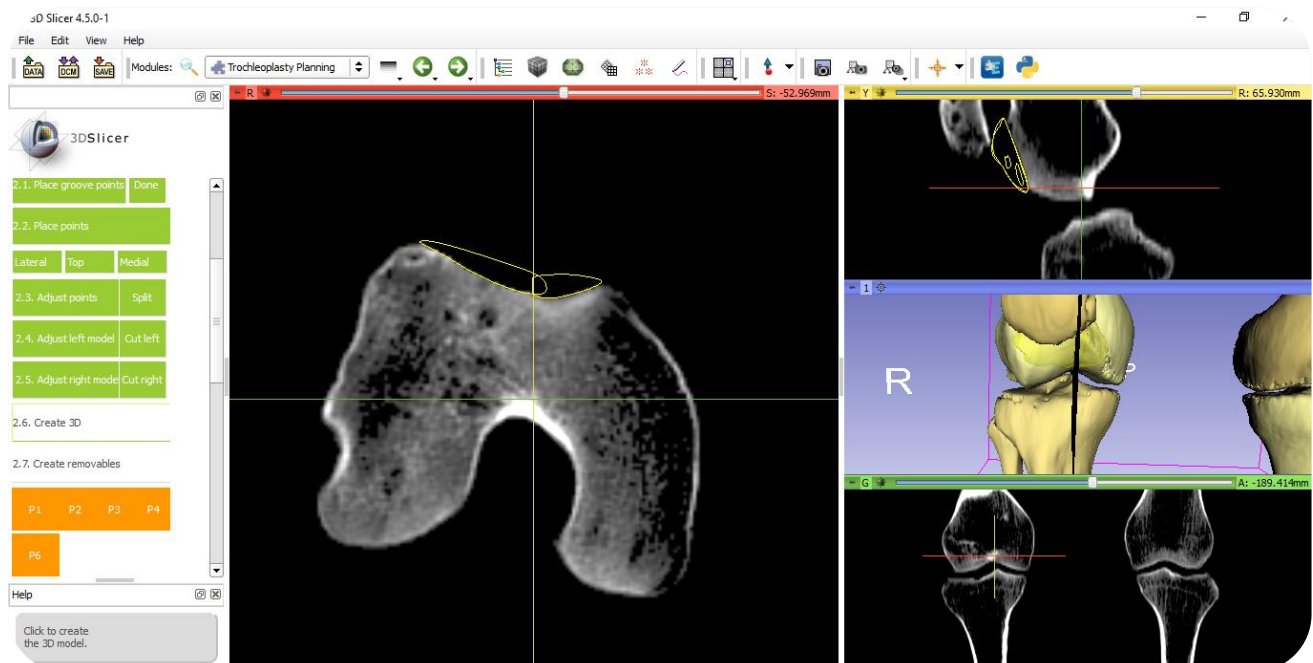 3D Slicer 4.5.0-1
File Edit View Help
DATA DCM SAVE Modules: Trochleoplasty Planning
R S: -52.969mm
Y R: 65.930mm
3DSlicer
2.1. Place groove points Done
2.2. Place points
Lateral Top Medial
2.3. Adjust points Split
2.4. Adjust left model Cut left
2.5. Adjust right mode Cut right
2.6. Create 3D
2.7. Create removables
P1 P2 P3 P4
P6
1
R P
G A: -189.414mm
Help
Click to create
the 3D model.